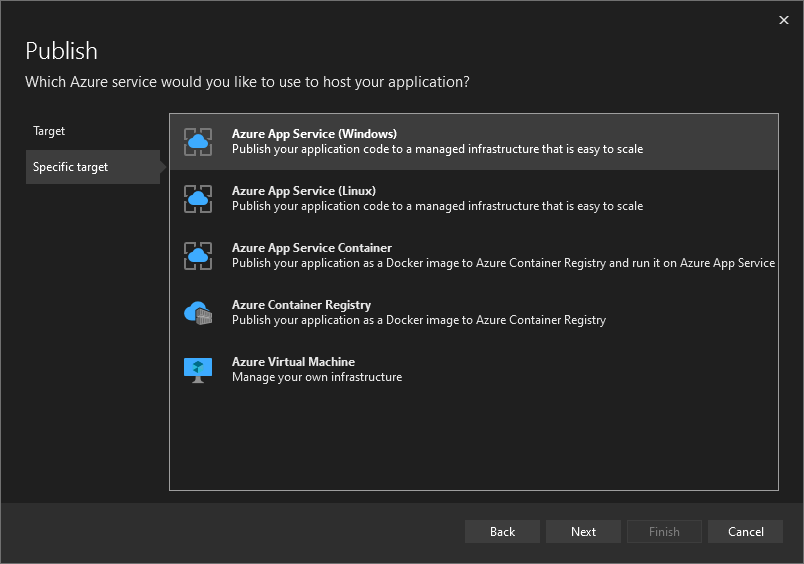 Publish
Which Azure service would you like to use to host your application?
Target
Specific target
Azure App Service (Windows)
Publish your application code to a managed infrastructure that is easy to scale
Azure App Service (Linux)
Publish your application code to a managed infrastructure that is easy to scale
Azure App Service Container
Publish your application as a Docker image to Azure Container Registry and run it on Azure App Service
Azure Container Registry
Publish your application as a Docker image to Azure Container Registry
Azure Virtual Machine
Manage your own infrastructure
Back
Next
Finish
Cancel